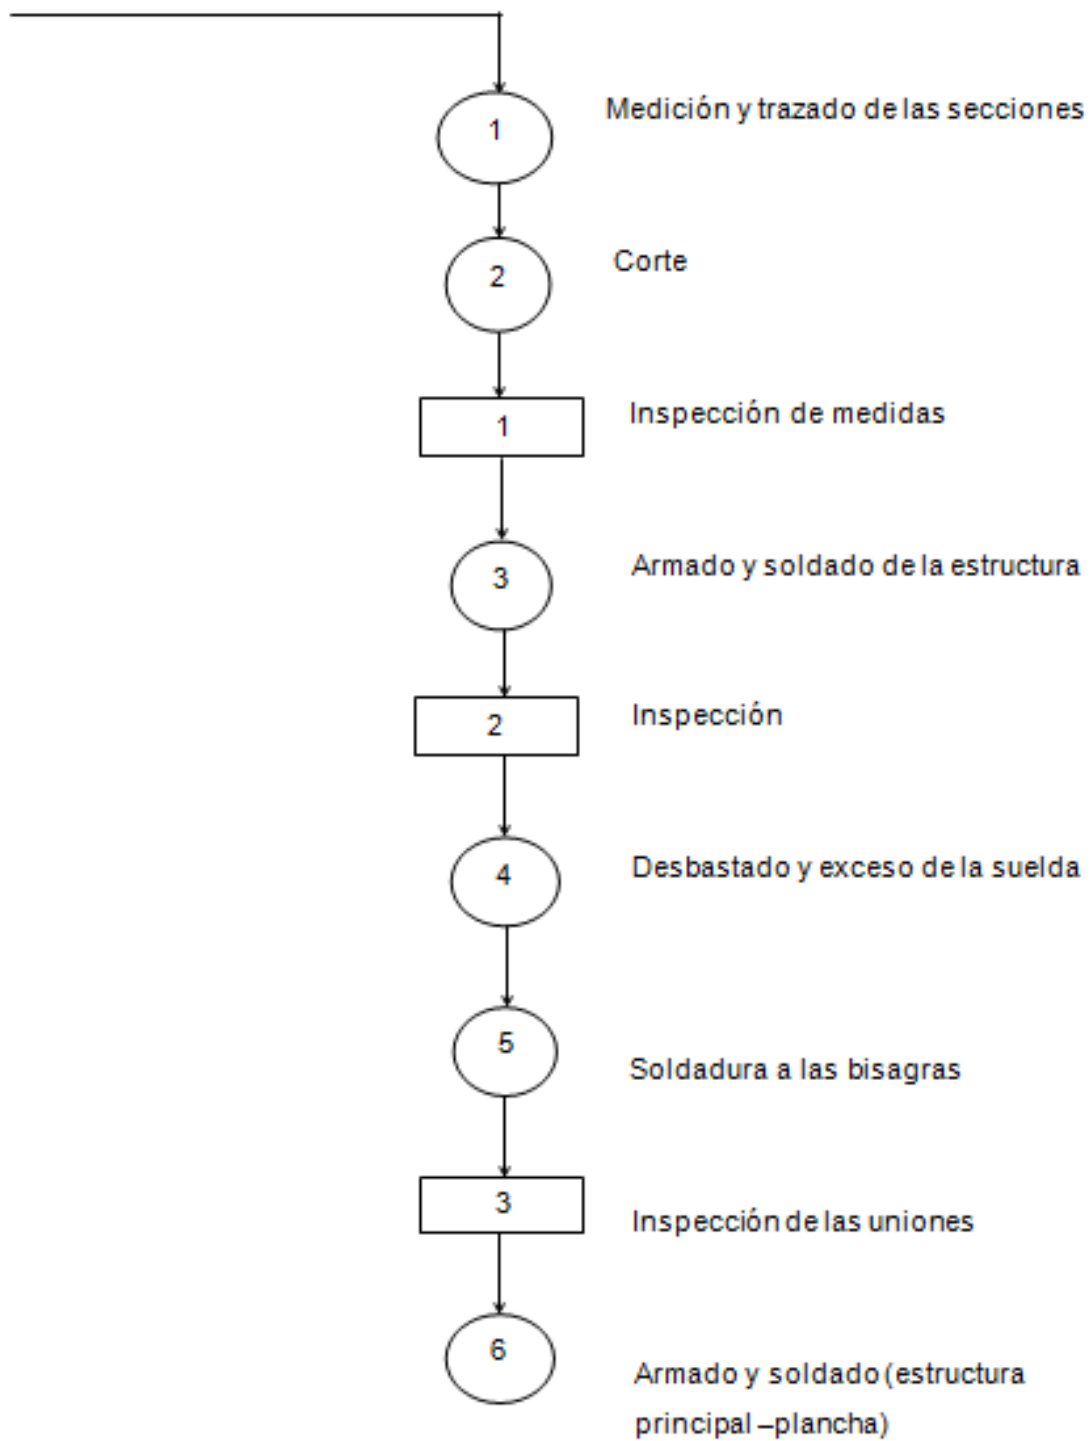 Medición y trazado de las secciones
1
Corte
2
Inspección de medidas
1
Armado y soldado de la estructura
3
Inspección
2
Desbastado y exceso de la suelda
4
5
Soldadura a las bisagras
3
Inspección de las uniones
6
Armado y soldado (estructura
principal –plancha)